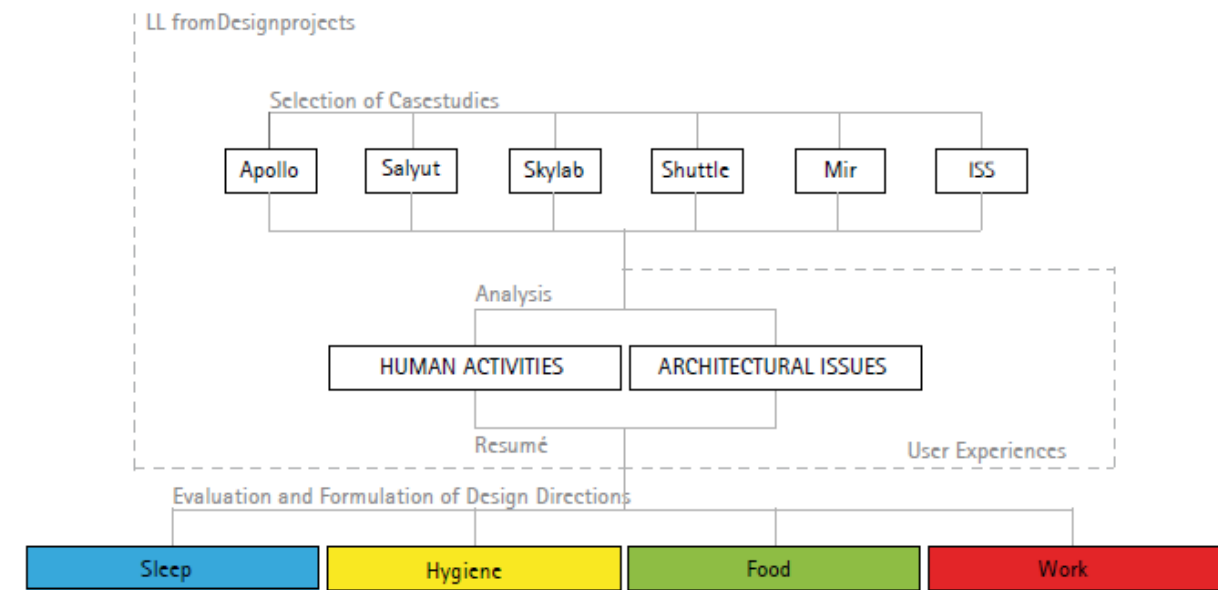 LL fromDesignprojects
Selection of Casestudies
Apollo
Salyut
Skylab
Shuttle
Mir
ISS
Analysis
HUMAN ACTIVITIES
ARCHITECTURAL ISSUES
Resumé
User Experiences
Evaluation and Formulation of Design Directions
Sleep
Hygiene
Food
Work